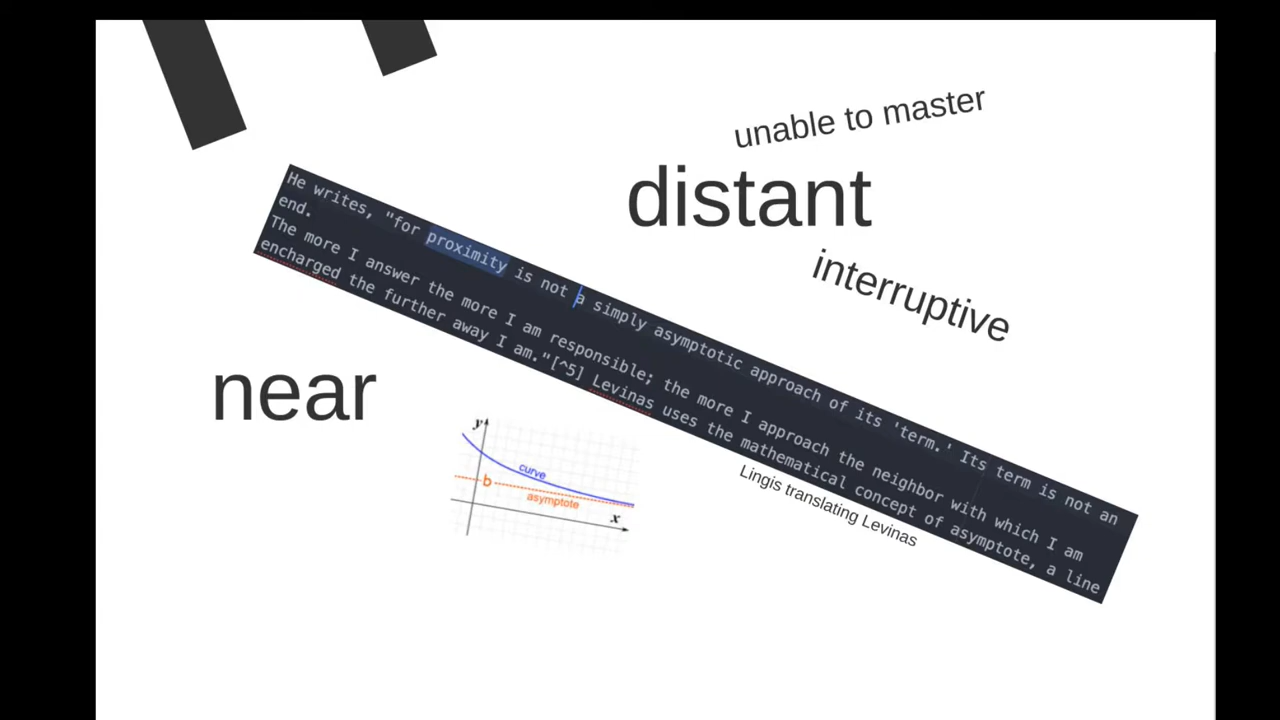 unable to master
distant
interruptive
He writes, "for proximity is not a simply asymptotic approach of its 'term.' Its term is not an
end.
The more I answer the more I am responsible; the more I approach the neighbor with which I am
encharged the further away I am."[^5] Levinas uses the mathematical concept of asymptote, a line
near
Lingis translating Levinas
y
curve
b
asymptote
x